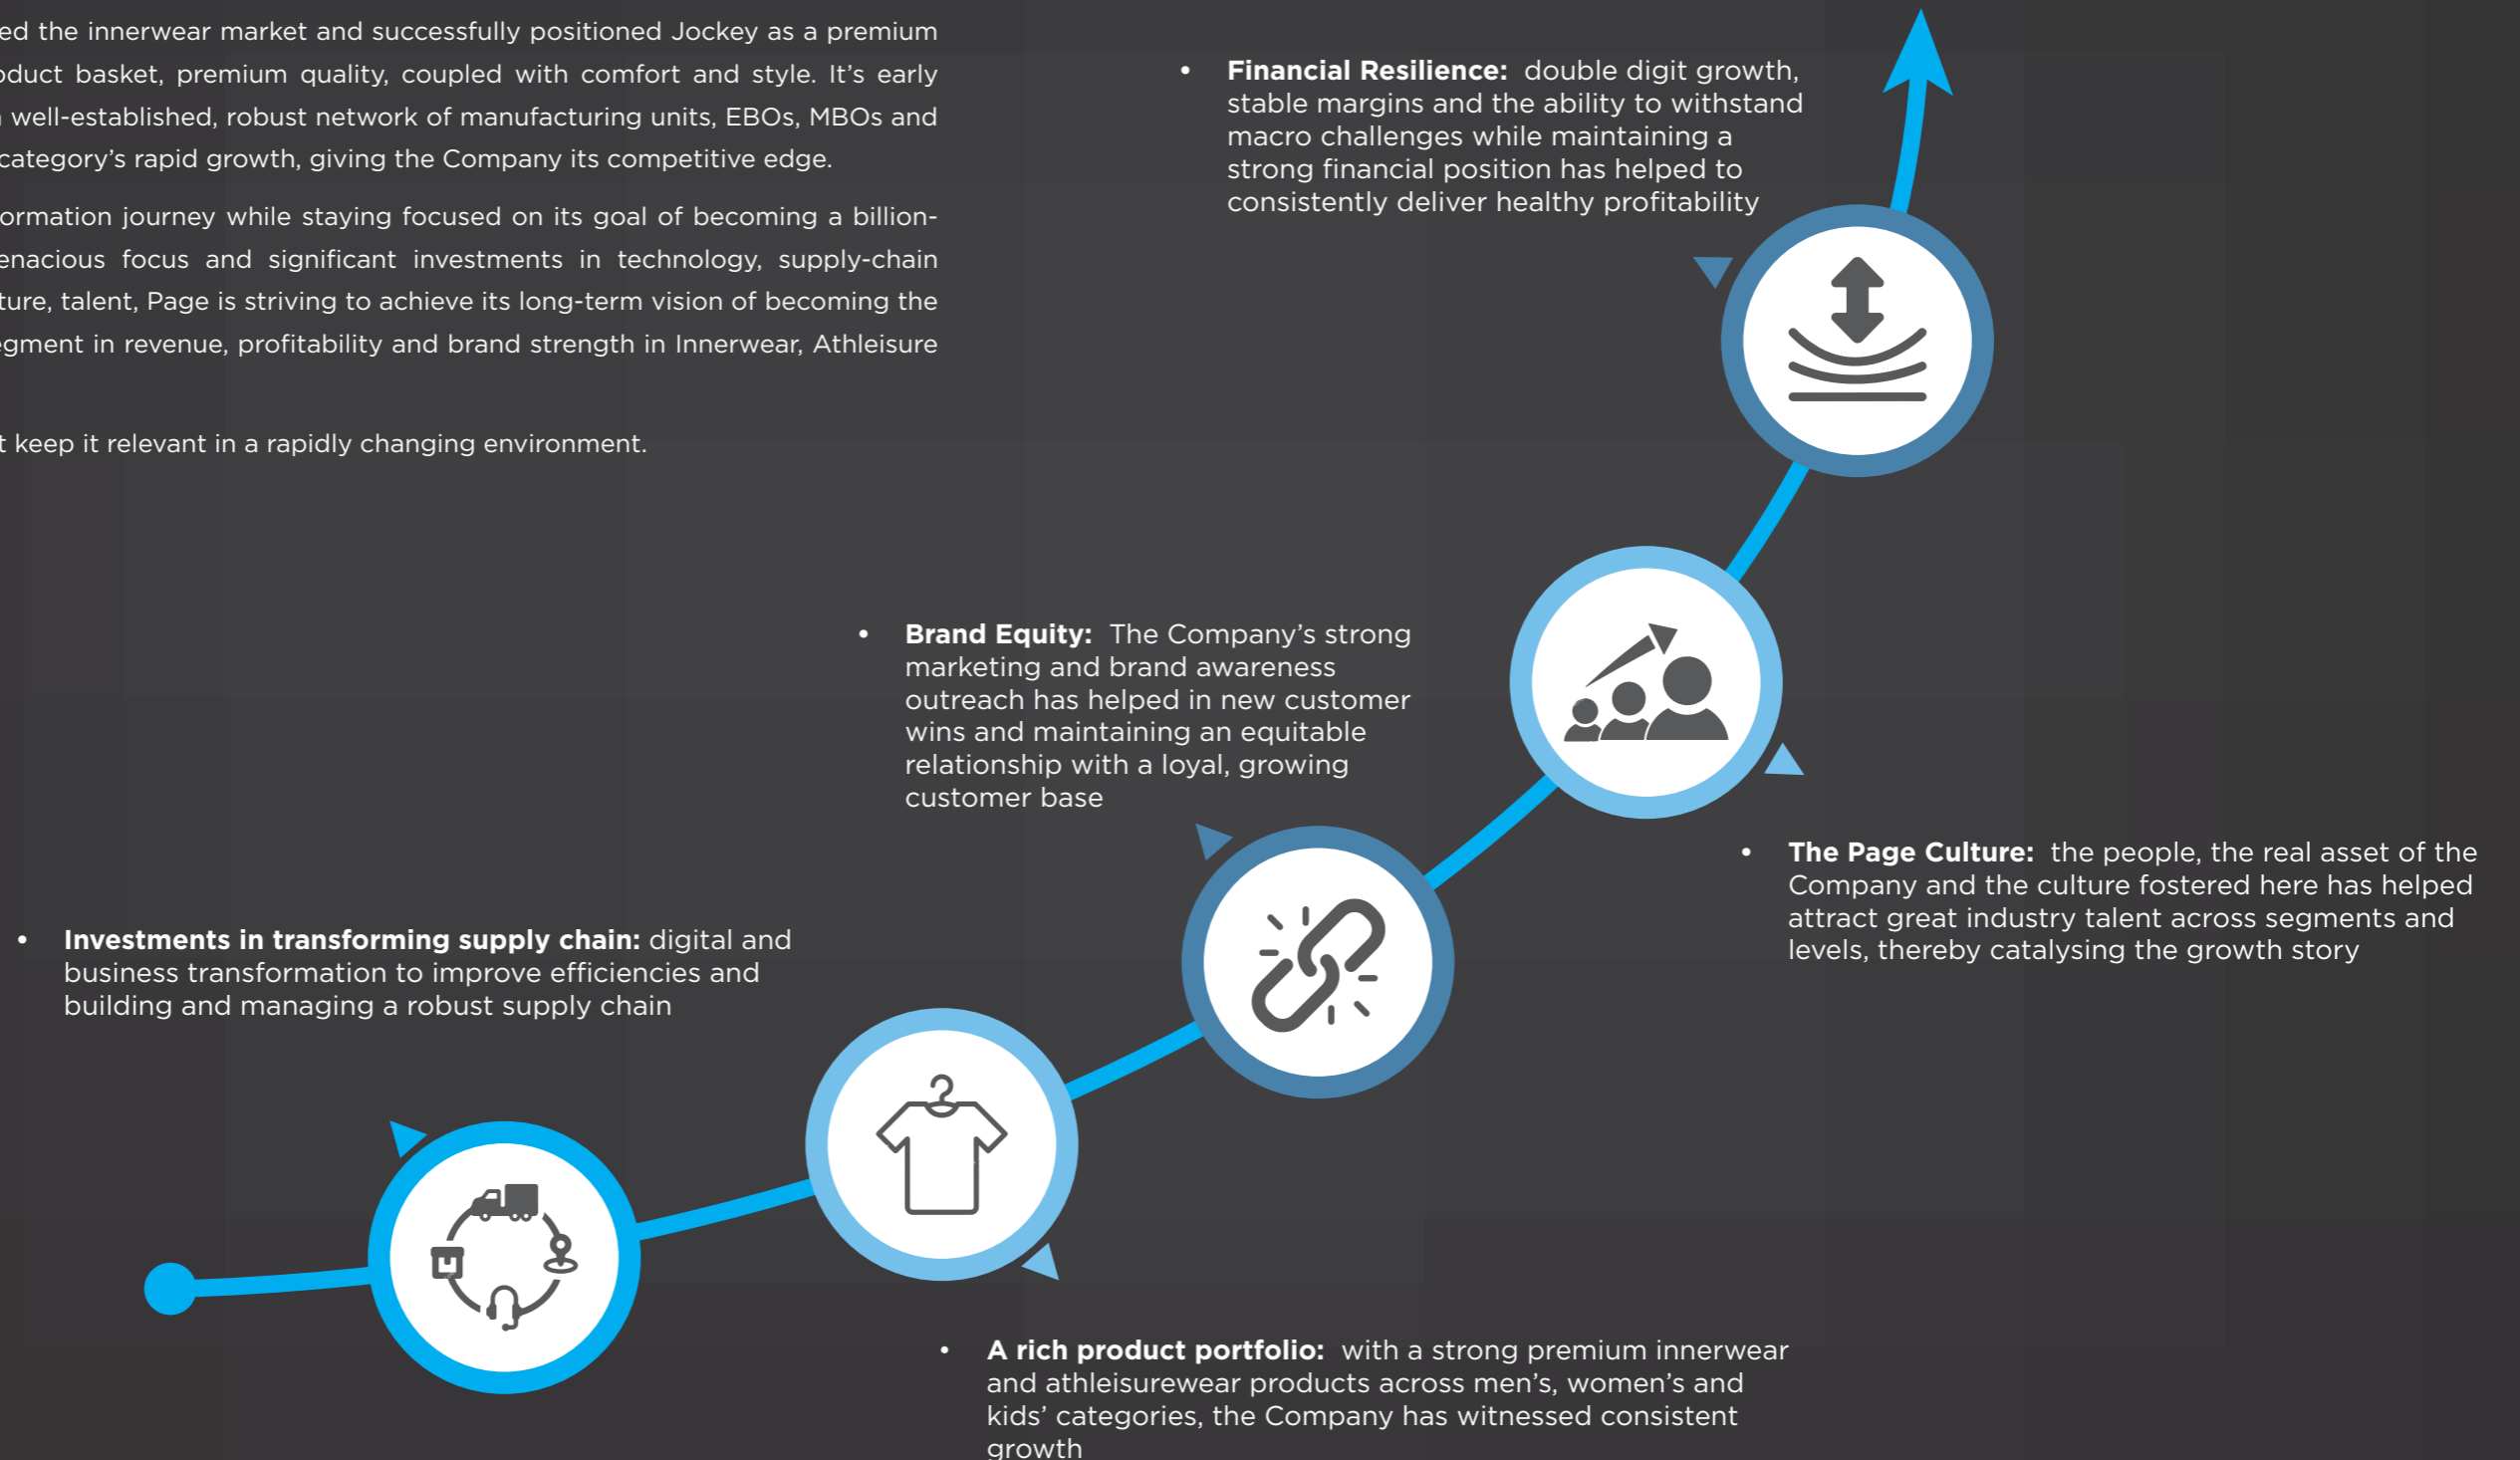 ed the innerwear market and successfully positioned Jockey as a premium
oduct basket, premium quality, coupled with comfort and style. It’s early
well-established, robust network of manufacturing units, EBOs, MBOs and
category’s rapid growth, giving the Company its competitive edge.
ormation journey while staying focused on its goal of becoming a billion-
enacious focus and significant investments in technology, supply-chain
ture, talent, Page is striving to achieve its long-term vision of becoming the
egment in revenue, profitability and brand strength in Innerwear, Athleisure
t keep it relevant in a rapidly changing environment.
• Financial Resilience: double digit growth,
stable margins and the ability to withstand
macro challenges while maintaining a
strong financial position has helped to
consistently deliver healthy profitability
• Brand Equity: The Company’s strong
marketing and brand awareness
outreach has helped in new customer
wins and maintaining an equitable
relationship with a loyal, growing
customer base
• The Page Culture: the people, the real asset of the
Company and the culture fostered here has helped
attract great industry talent across segments and
levels, thereby catalysing the growth story
• Investments in transforming supply chain: digital and
business transformation to improve efficiencies and
building and managing a robust supply chain
• A rich product portfolio: with a strong premium innerwear
and athleisurewear products across men’s, women’s and
kids’ categories, the Company has witnessed consistent
growth